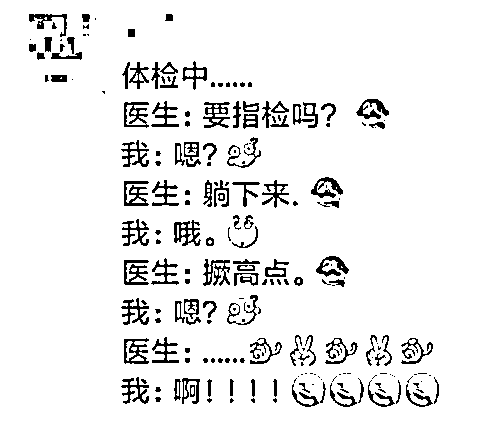 体检中......
医生：要指检吗？
我：嗯？
医生：躺下来.
我：哦。
医生：撅高点。
我：嗯？
医生：......
我：啊！！！！